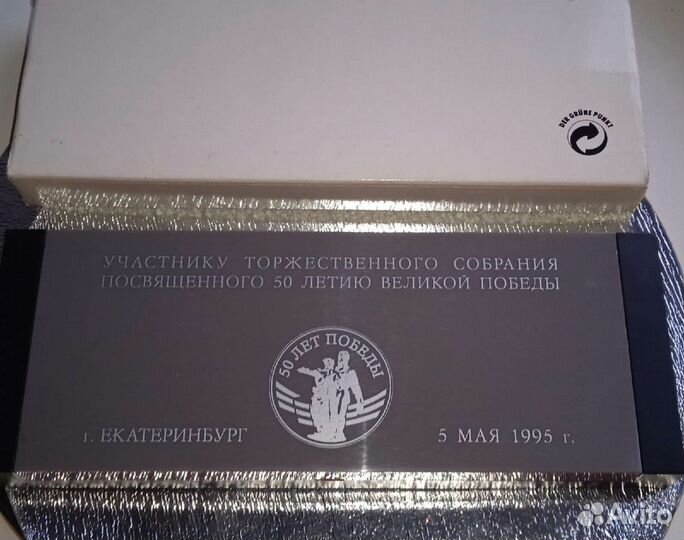 DER GRÜNE PUNKT
УЧАСТНИКУ ТОРЖЕСТВЕННОГО СОБРАНИЯ
ПОСВЯЩЕННОГО 50 ЛЕТИЮ ВЕЛИКОЙ ПОБЕДЫ
50 ЛЕТ ПОБЕДЫ
г. ЕКАТЕРИНБУРГ 5 МАЯ 1995 г.
Avito